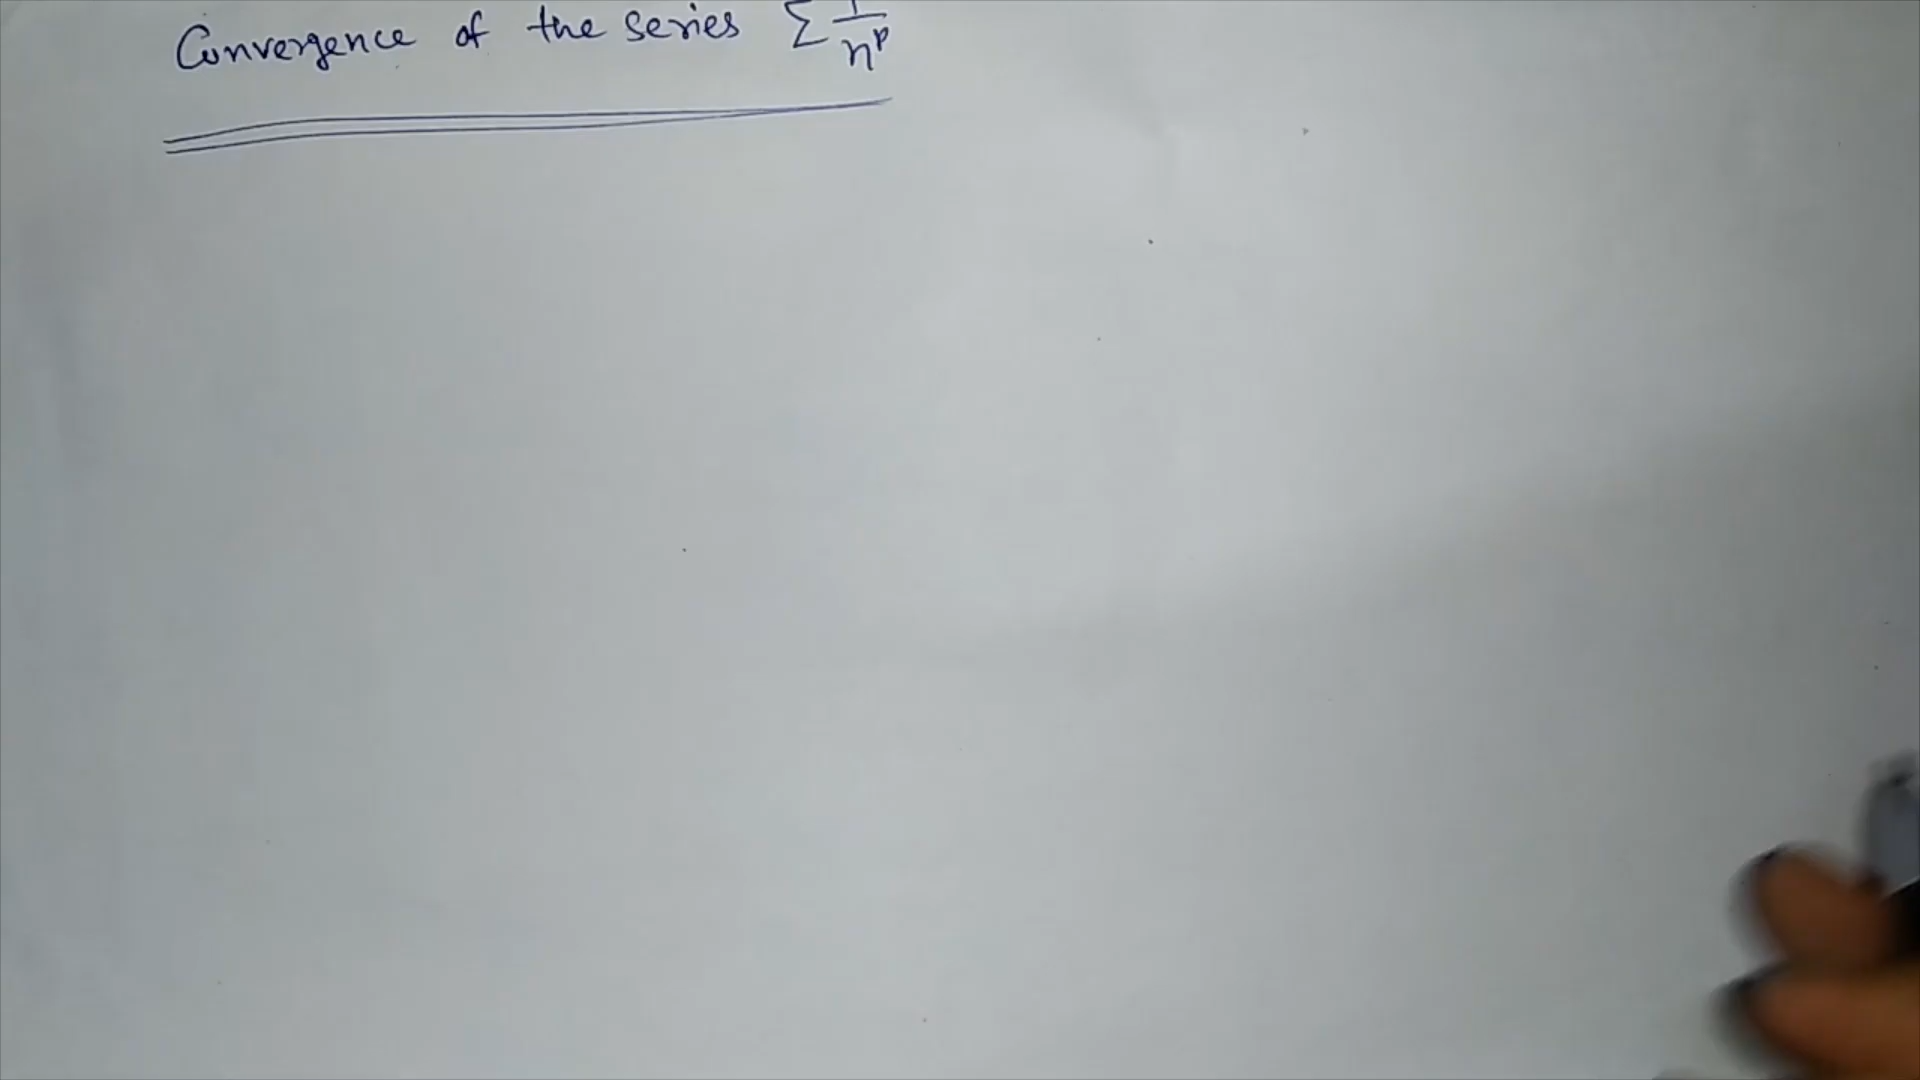 Convergence of the series Σ 1/n^p